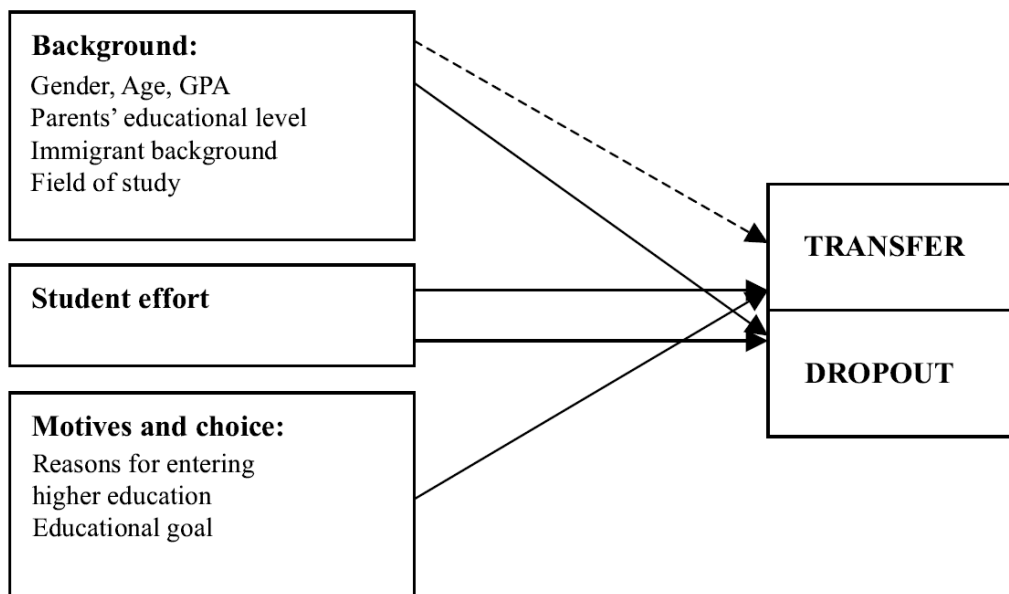 Background:
Gender, Age, GPA
Parents’ educational level
Immigrant background
Field of study
Student effort
Motives and choice:
Reasons for entering
higher education
Educational goal
TRANSFER
DROPOUT